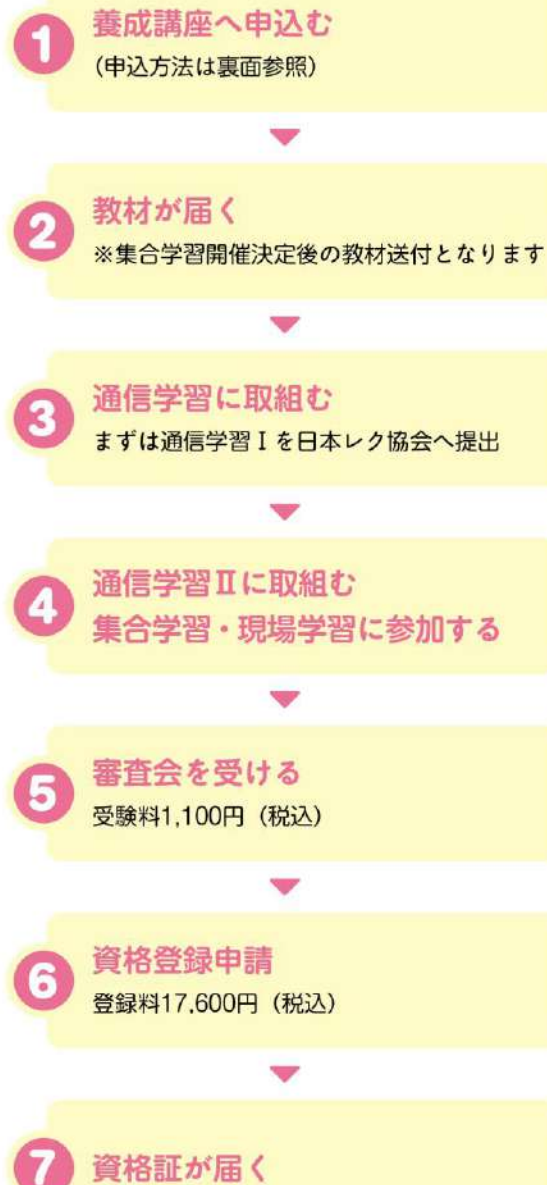 1 養成講座へ申込む
(申込方法は裏面参照)
2 教材が届く
※集合学習開催決定後の教材送付となります
3 通信学習に取組む
まずは通信学習Ⅰを日本レク協会へ提出
4 通信学習Ⅱに取組む
集合学習・現場学習に参加する
5 審査会を受ける
受験料1,100円（税込）
6 資格登録申請
登録料17,600円（税込）
7 資格証が届く